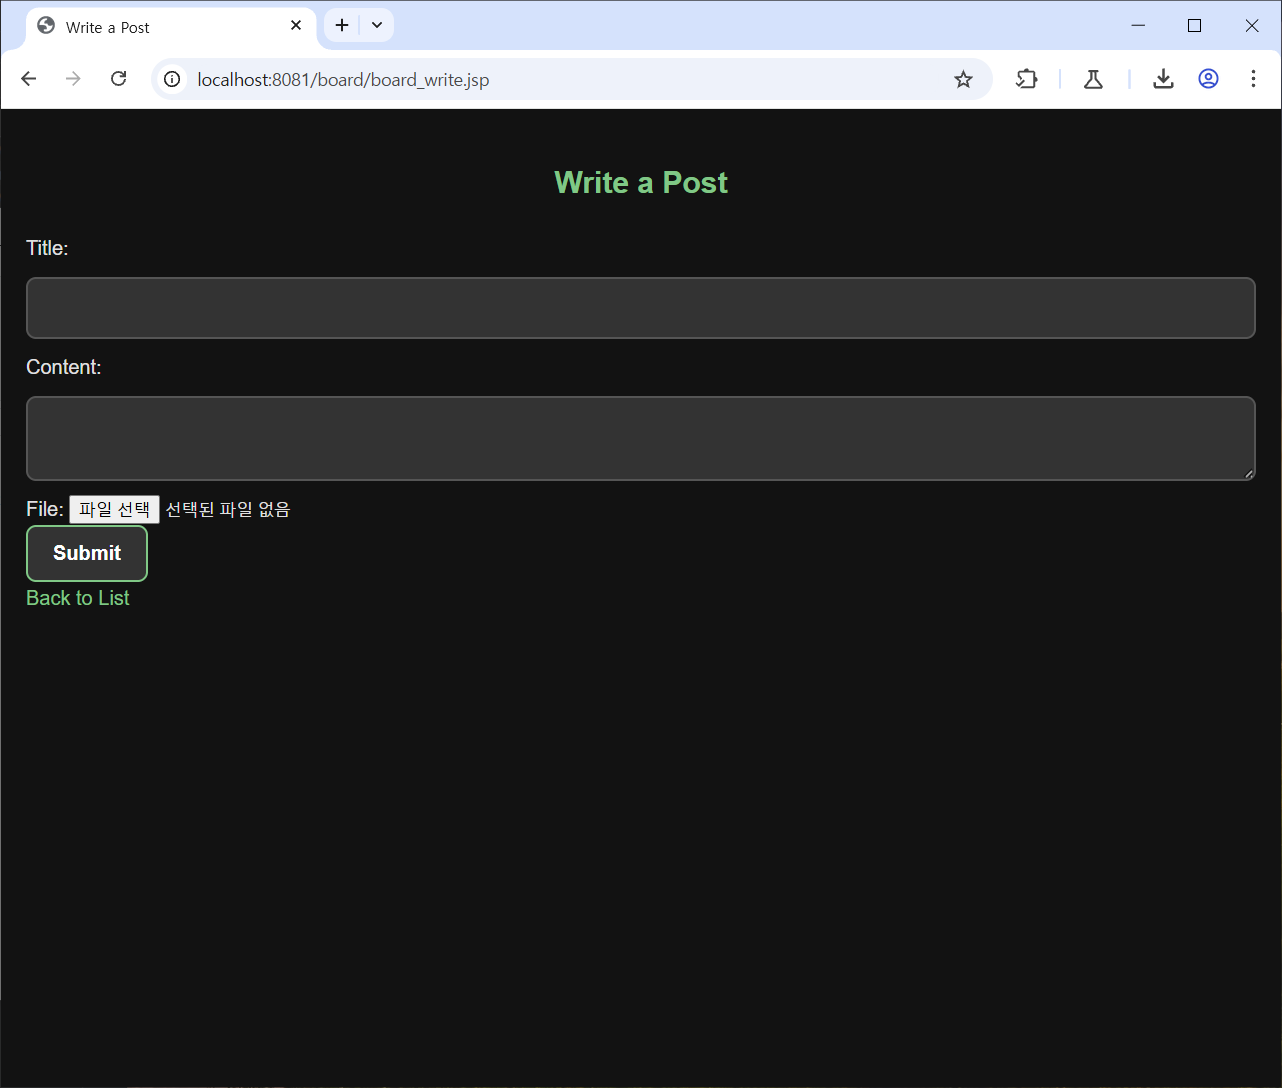 Write a Post
localhost:8081/board/board_write.jsp
Write a Post
Title:
Content:
File: 파일 선택 선택된 파일 없음
Submit
Back to List